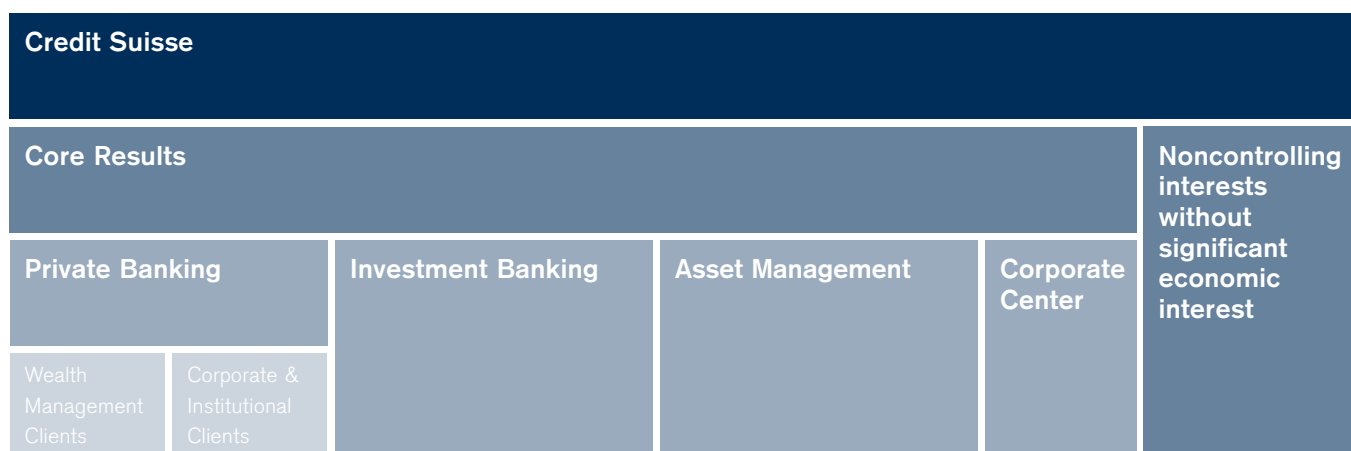 Credit Suisse
Core Results
Noncontrolling
interests
without
significant
economic
interest
Private Banking
Investment Banking
Asset Management
Corporate
Center
Wealth
Management
Clients
Corporate &
Institutional
Clients